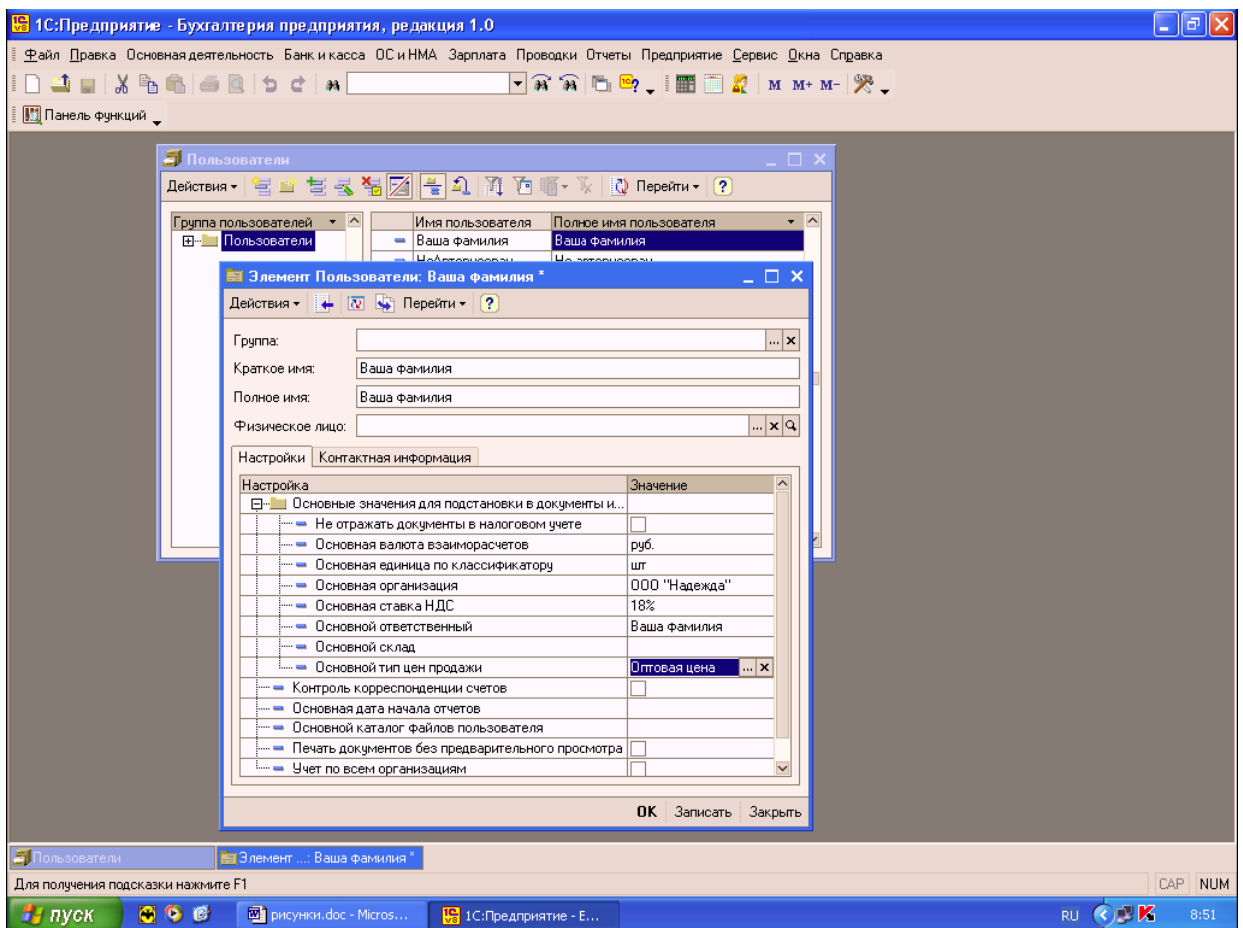 1С:Предприятие - Бухгалтерия предприятия, редакция 1.0
Файл Правка Основная деятельность Банк и касса ОС и НМА Зарплата Проводки Отчеты Предприятие Сервис Окна Справка
M M+ M-
Панель функций
Пользователи
Действия Перейти ?
Группа пользователей Имя пользователя Полное имя пользователя
Пользователи Ваша фамилия Ваша фамилия
Элемент Пользователи: Ваша фамилия *
Действия Перейти ?
Группа: ... x
Краткое имя: Ваша фамилия
Полное имя: Ваша фамилия
Физическое лицо: ... x
Настройки Контактная информация
Настройка Значение
Основные значения для подстановки в документы и...
Не отражать документы в налоговом учете
Основная валюта взаиморасчетов руб.
Основная единица по классификатору шт
Основная организация ООО "Надежда"
Основная ставка НДС 18%
Основной ответственный Ваша фамилия
Основной склад
Основной тип цен продажи Оптовая цена ... x
Контроль корреспонденции счетов
Основная дата начала отчетов
Основной каталог файлов пользователя
Печать документов без предварительного просмотра
Учет по всем организациям
OK Записать Закрыть
Пользователи Элемент ...: Ваша фамилия *
Для получения подсказки нажмите F1 CAP NUM
пуск рисунки.doc - Micros... 1С:Предприятие - Б... RU 8:51